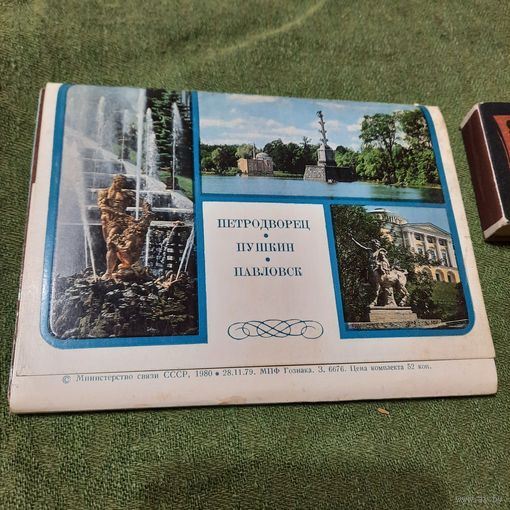 ПЕТРОДВОРЕЦ
•
ПУШКИН
•
ПАВЛОВСК
© Министерство связи СССР, 1980 • 28.11.79. МПФ Гознака. З. 6676. Цена комплекта 52 коп.